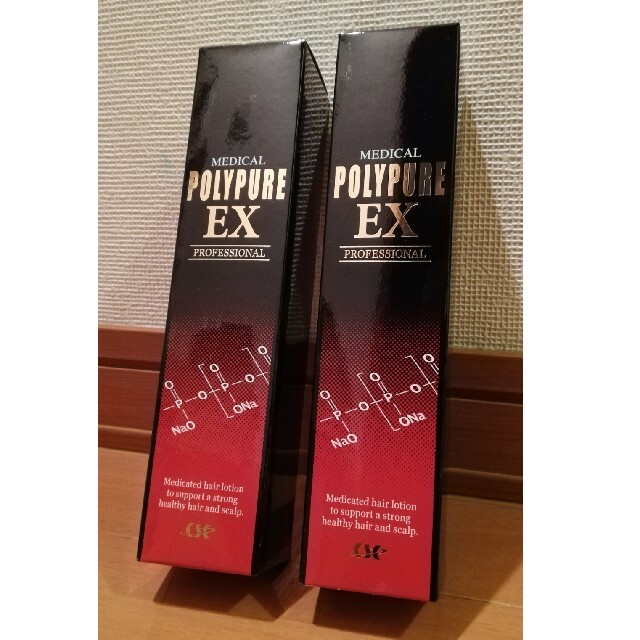 MEDICAL
POLYPURE
EX
PROFESSIONAL
O
P
O
P
O
NaO
ONa
Medicated hair lotion
to support a strong
healthy hair and scalp.
MEDICAL
POLYPURE
EX
PROFESSIONAL
O
P
O
P
O
NaO
ONa
Medicated hair lotion
to support a strong
healthy hair and scalp.